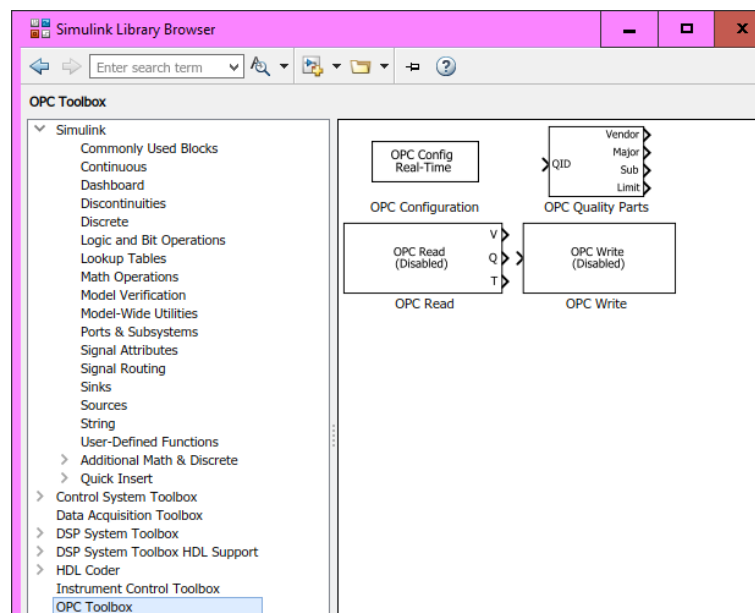 Simulink Library Browser
Enter search term
OPC Toolbox
Simulink
Commonly Used Blocks
Continuous
Dashboard
Discontinuities
Discrete
Logic and Bit Operations
Lookup Tables
Math Operations
Model Verification
Model-Wide Utilities
Ports & Subsystems
Signal Attributes
Signal Routing
Sinks
Sources
String
User-Defined Functions
Additional Math & Discrete
Quick Insert
Control System Toolbox
Data Acquisition Toolbox
DSP System Toolbox
DSP System Toolbox HDL Support
HDL Coder
Instrument Control Toolbox
OPC Toolbox
OPC Config
Real-Time
OPC Configuration
QID
Vendor
Major
Sub
Limit
OPC Quality Parts
OPC Read
(Disabled)
V
Q
T
OPC Read
OPC Write
(Disabled)
OPC Write